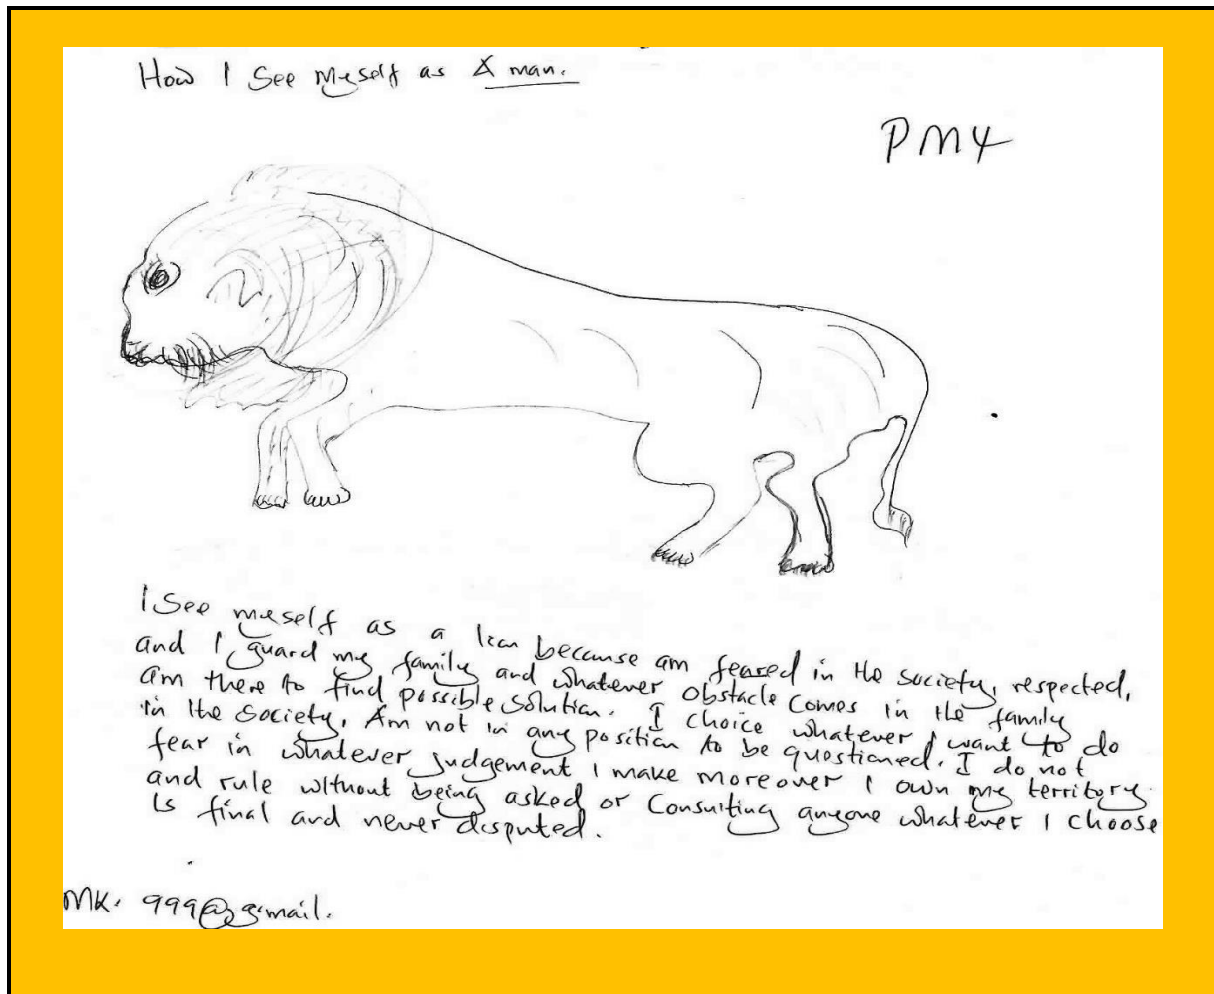 How I See myself as A man.
PM4
I See myself as a lion because am feared in the society, respected,
and I guard my family and whatever obstacle comes in the family
am there to find possible solution. I choice whatever I want to do
in the society. Am not in any position to be questioned. I do not
fear in whatever judgement I make moreover I own my territory.
and rule without being asked or Consulting anyone whatever I choose
is final and never disputed.
MK. 999@gmail.